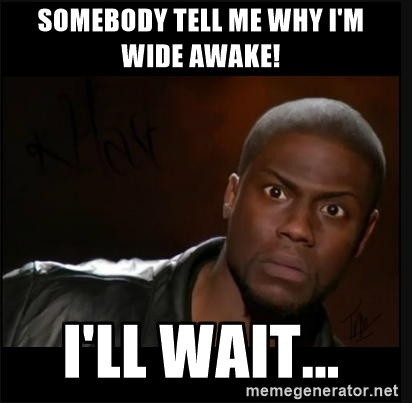 SOMEBODY TELL ME WHY I'M
WIDE AWAKE!
I'LL WAIT...
memegenerator.net